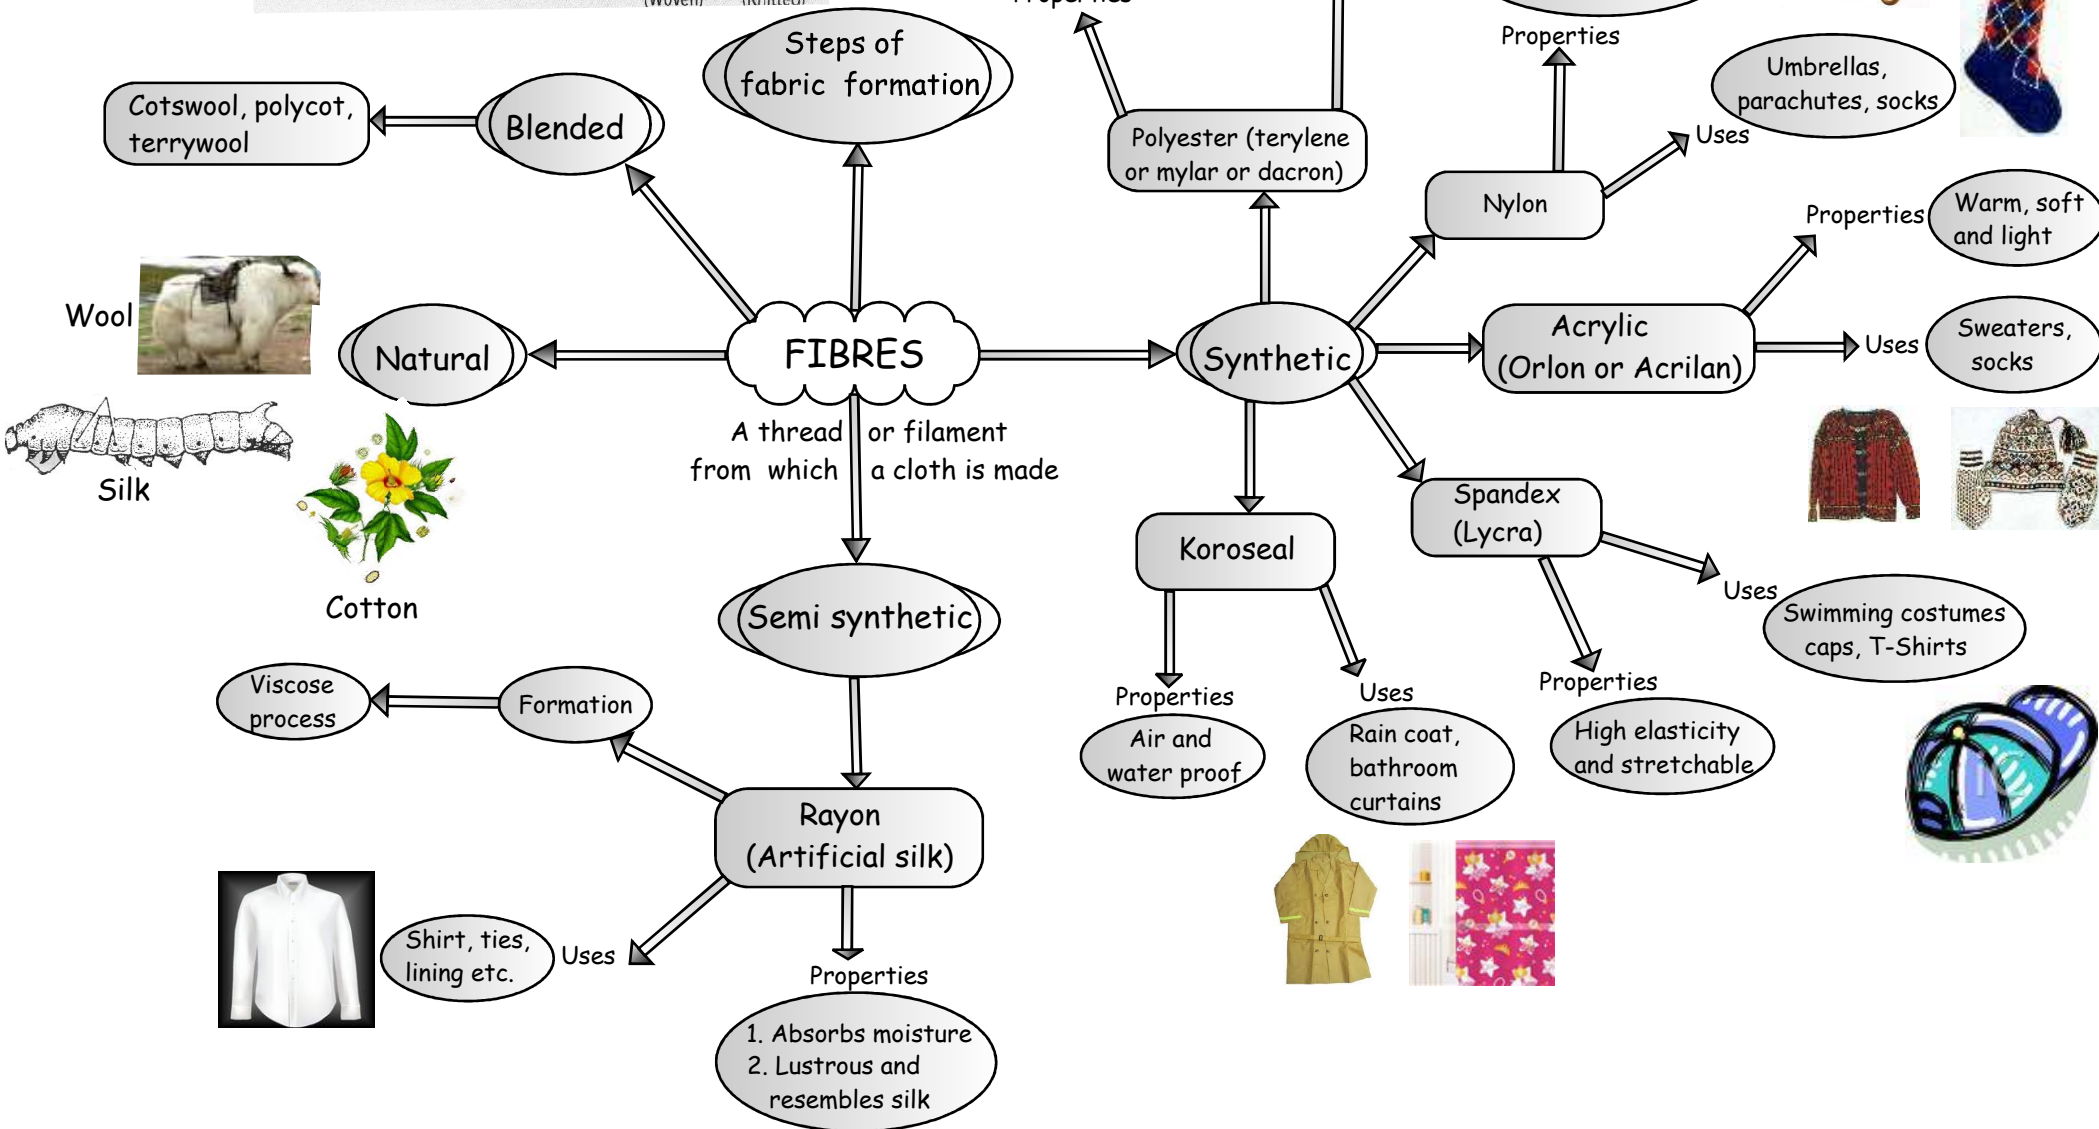 (Woven) (Knitted)
Properties
Steps of
fabric formation
Properties
Umbrellas,
parachutes, socks
Uses
Cotswool, polycot,
terrywool
Blended
Polyester (terylene
or mylar or dacron)
Nylon
Properties
Warm, soft
and light
Wool
Natural
FIBRES
Synthetic
Acrylic
(Orlon or Acrilan)
Uses
Sweaters,
socks
A thread or filament
from which a cloth is made
Silk
Cotton
Koroseal
Spandex
(Lycra)
Uses
Swimming costumes
caps, T-Shirts
Semi synthetic
Properties
Air and
water proof
Uses
Rain coat,
bathroom
curtains
Properties
High elasticity
and stretchable
Viscose
process
Formation
Rayon
(Artificial silk)
Shirt, ties,
lining etc.
Uses
Properties
1. Absorbs moisture
2. Lustrous and
resembles silk